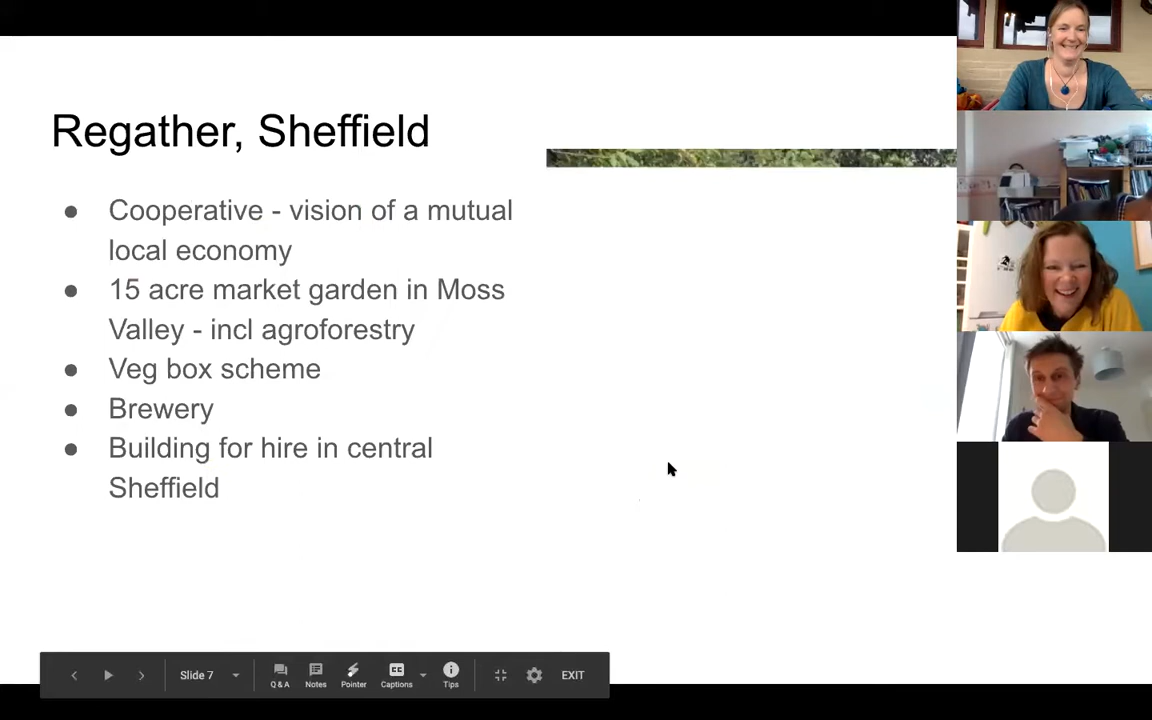 Regather, Sheffield
● Cooperative - vision of a mutual
local economy
● 15 acre market garden in Moss
Valley - incl agroforestry
● Veg box scheme
● Brewery
● Building for hire in central
Sheffield
Slide 7
Q & A
Notes
Pointer
CC
Captions
Tips
EXIT